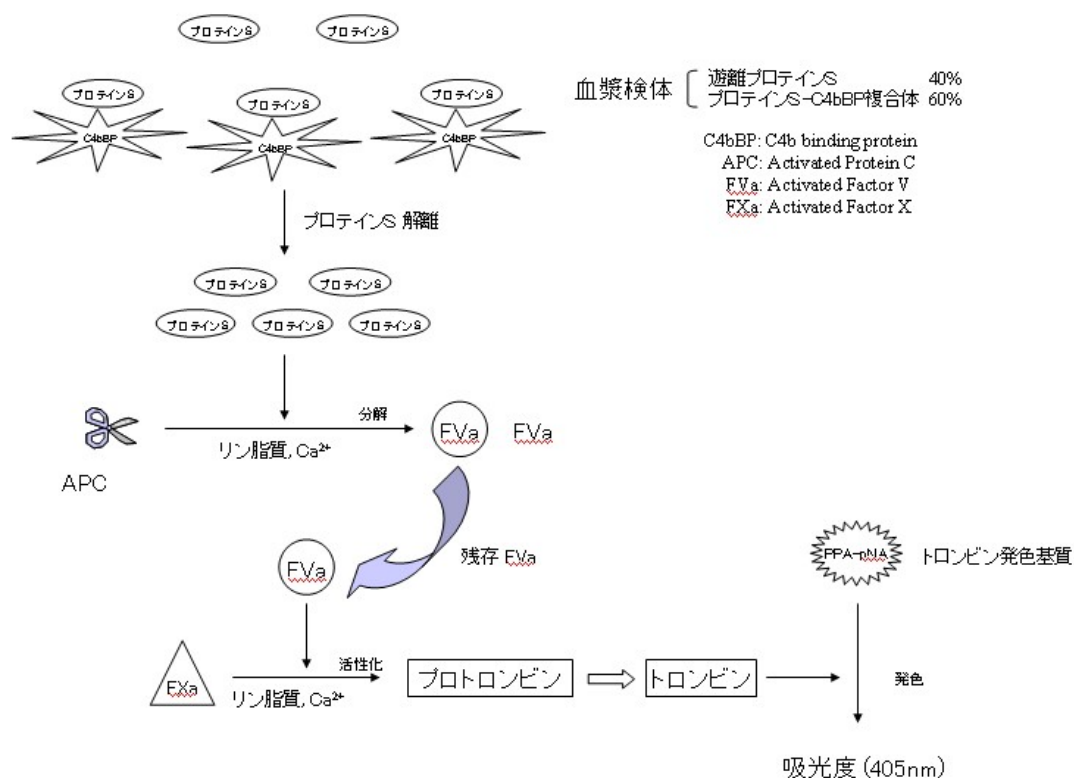 プロテインS
プロテインS
プロテインS
プロテインS
プロテインS
C4bBP
C4bBP
C4bBP
血漿検体
遊離プロテインS 40%
プロテインS-C4bBP複合体 60%
C4bBP: C4b binding protein
APC: Activated Protein C
FVa: Activated Factor V
FXa: Activated Factor X
プロテインS 解離
プロテインS
プロテインS
プロテインS
プロテインS
プロテインS
分解
リン脂質, Ca²⁺
APC
FVa
FVa
残存 FVa
FVa
PPA-pNA
トロンビン発色基質
FXa
活性化
リン脂質, Ca²⁺
プロトロンビン
トロンビン
発色
吸光度 (405nm)